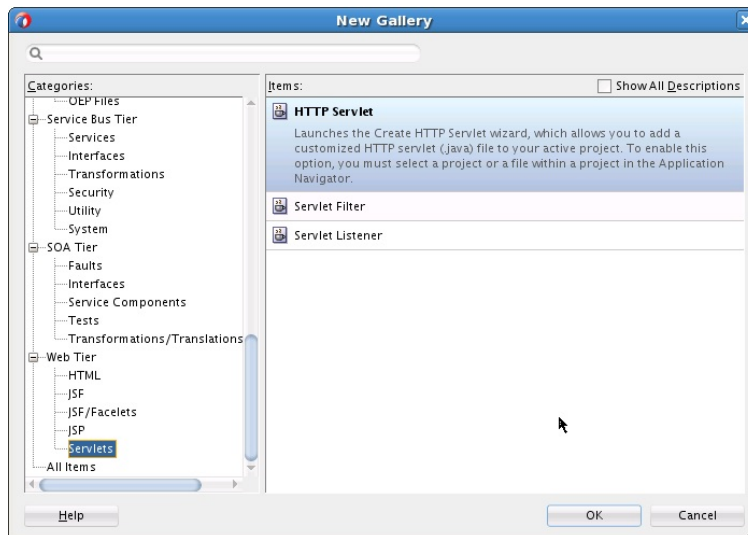 New Gallery
Categories:
OEP Files
Service Bus Tier
Services
Interfaces
Transformations
Security
Utility
System
SOA Tier
Faults
Interfaces
Service Components
Tests
Transformations/Translations
Web Tier
HTML
JSF
JSF/Facelets
JSP
Servlets
All Items
Items:
Show All Descriptions
HTTP Servlet
Launches the Create HTTP Servlet wizard, which allows you to add a
customized HTTP servlet (.java) file to your active project. To enable this
option, you must select a project or a file within a project in the Application
Navigator.
Servlet Filter
Servlet Listener
Help
OK
Cancel